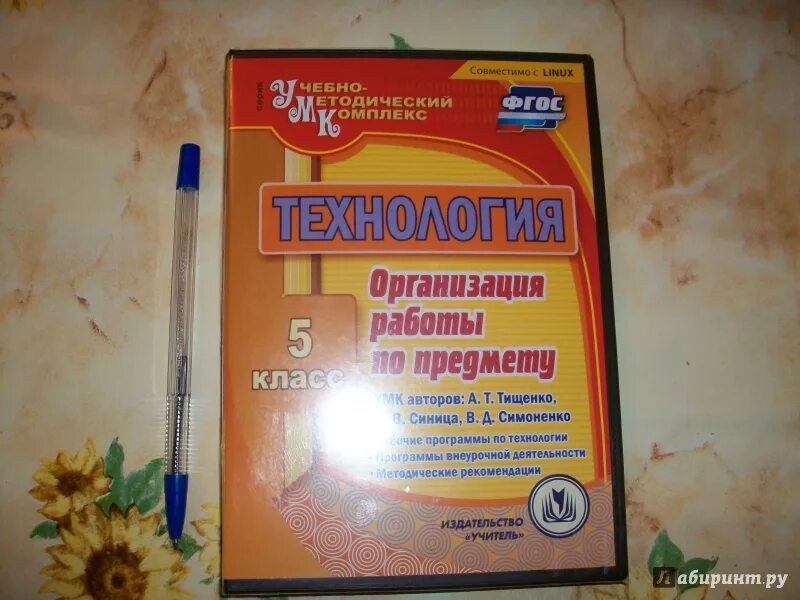 Совместимо с LINUX
серия
Учебно-
Методический
Комплекс
ФГОС
ТЕХНОЛОГИЯ
Организация
работы
по предмету
5
класс
УМК авторов: А. Т. Тищенко,
В. Синица, В. Д. Симоненко
программы по технологии
• Программы внеурочной деятельности
• Методические рекомендации
ИЗДАТЕЛЬСТВО
«УЧИТЕЛЬ»
Лабиринт.ру